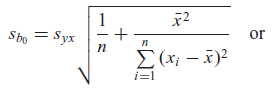 s_{b_0} = s_{yx} \sqrt{\frac{1}{n} + \frac{\bar{x}^2}{\sum_{i=1}^{n} (x_i - \bar{x})^2}} or